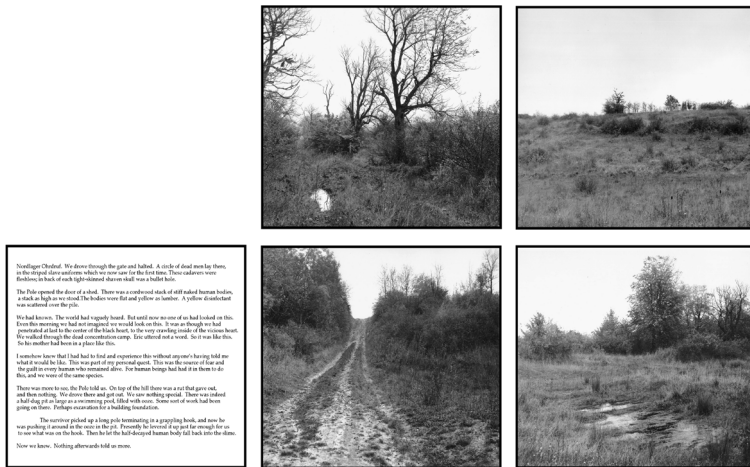 Nordlager Ohrdruf. We drove through the gate and halted. A circle of dead men lay there,
in the striped slave uniforms which we now saw for the first time. These cadavers were
fleshless; in back of each tight-skinned shaven skull was a bullet hole.
The Pole opened the door of a shed. There was a cordwood stack of stiff naked human bodies,
a stack as high as we stood. The bodies were flat and yellow as lumber. A yellow disinfectant
was scattered over the pile.
We had known. The world had vaguely heard. But until now no one of us had looked on this.
Even this morning we had not imagined we would look on this. It was as though we had
penetrated at last to the center of the black heart, to the very crawling inside of the vicious heart.
We walked through the dead concentration camp. Eric uttered not a word. So it was like this.
So his mother had been in a place like this.
I somehow knew that I had had to find and experience this without anyone's having told me
what it would be like. This was part of my personal quest. This was the source of fear and
the guilt in every human who remained alive. For human beings had had it in them to do
this, and we were of the same species.
There was more to see, the Pole told us. On top of the hill there was a rut that gave out,
and then nothing. We drove there and got out. We saw nothing special. There was indeed
a half-dug pit as large as a swimming pool, filled with ooze. Some sort of work had been
going on there. Perhaps excavation for a building foundation.
The survivor picked up a long pole terminating in a grappling hook, and now he
was pushing it around in the ooze in the pit. Presently he levered it up just far enough for us
to see what was on the hook. Then he let the half-decayed human body fall back into the slime.
Now we know. Nothing afterwards told us more.